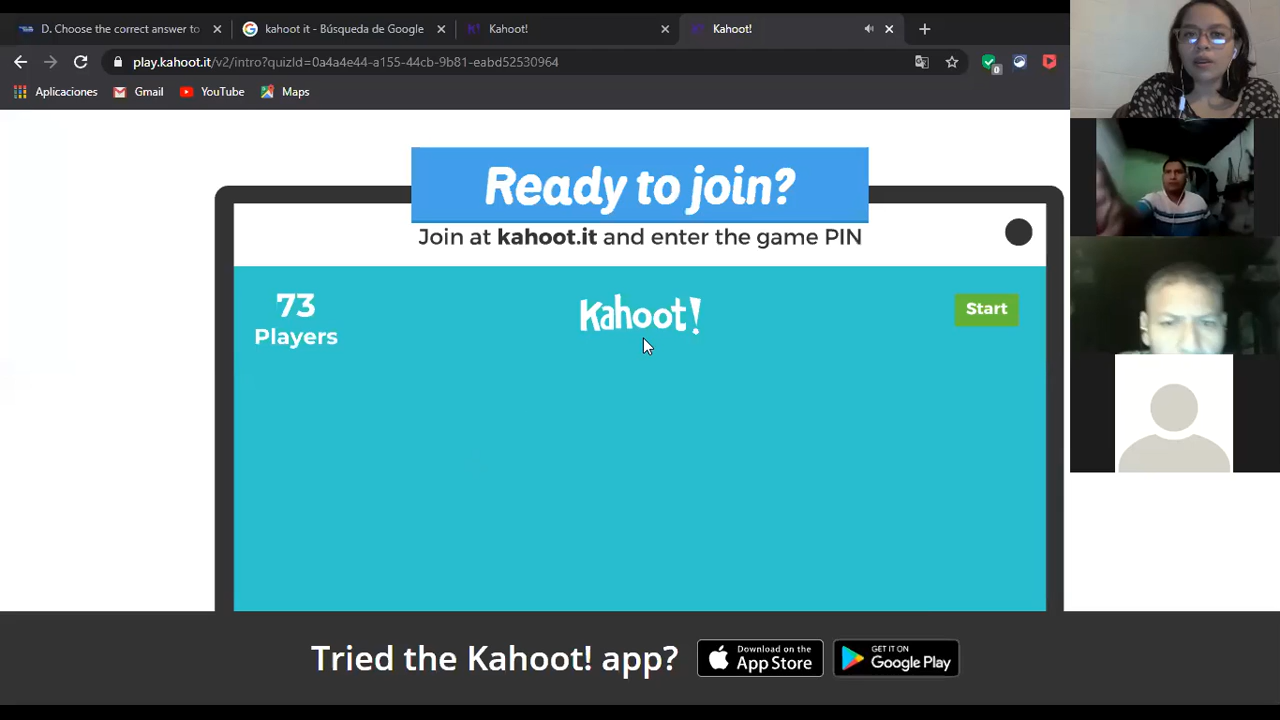 D. Choose the correct answer to
kahoot it - Búsqueda de Google
Kahoot!
Kahoot!
play.kahoot.it/v2/intro?quizId=0a4a4e44-a155-44cb-9b81-eabd52530964
0
Aplicaciones
Gmail
YouTube
Maps
Ready to join?
Join at kahoot.it and enter the game PIN
73
Players
Kahoot!
Start
Tried the Kahoot! app?
Download on the
App Store
GET IT ON
Google Play